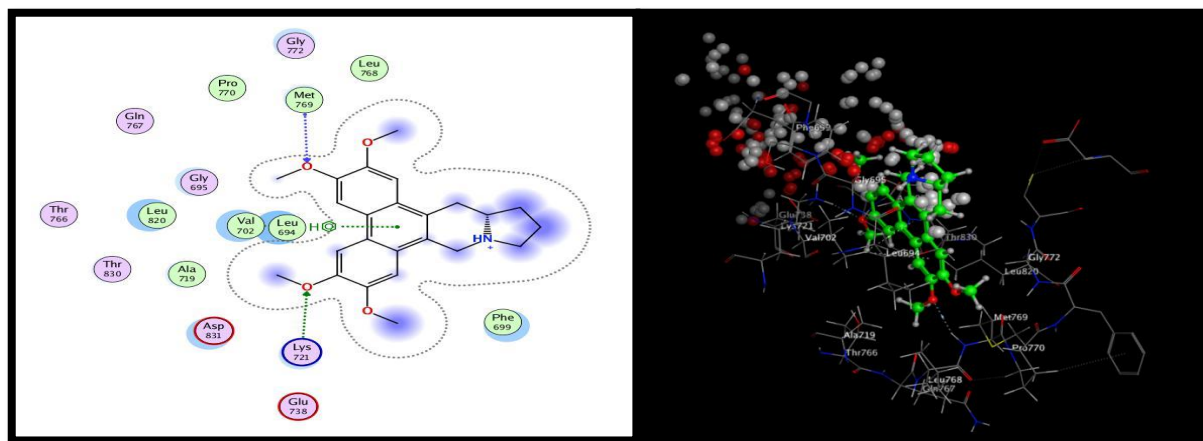 Gly
772
Leu
768
Pro
770
Met
769
Gln
767
O
O
Gly
695
Thr
766
Leu
820
Val
702
Leu
694
H
NH
+
Thr
830
Ala
719
O
O
Asp
831
Lys
721
Phe
699
Glu
738
Phe699
Gly695
Lys721
Val702
Thr830
Leu694
Gly772
Leu820
Met769
Ala719
Pro770
Thr766
Leu768